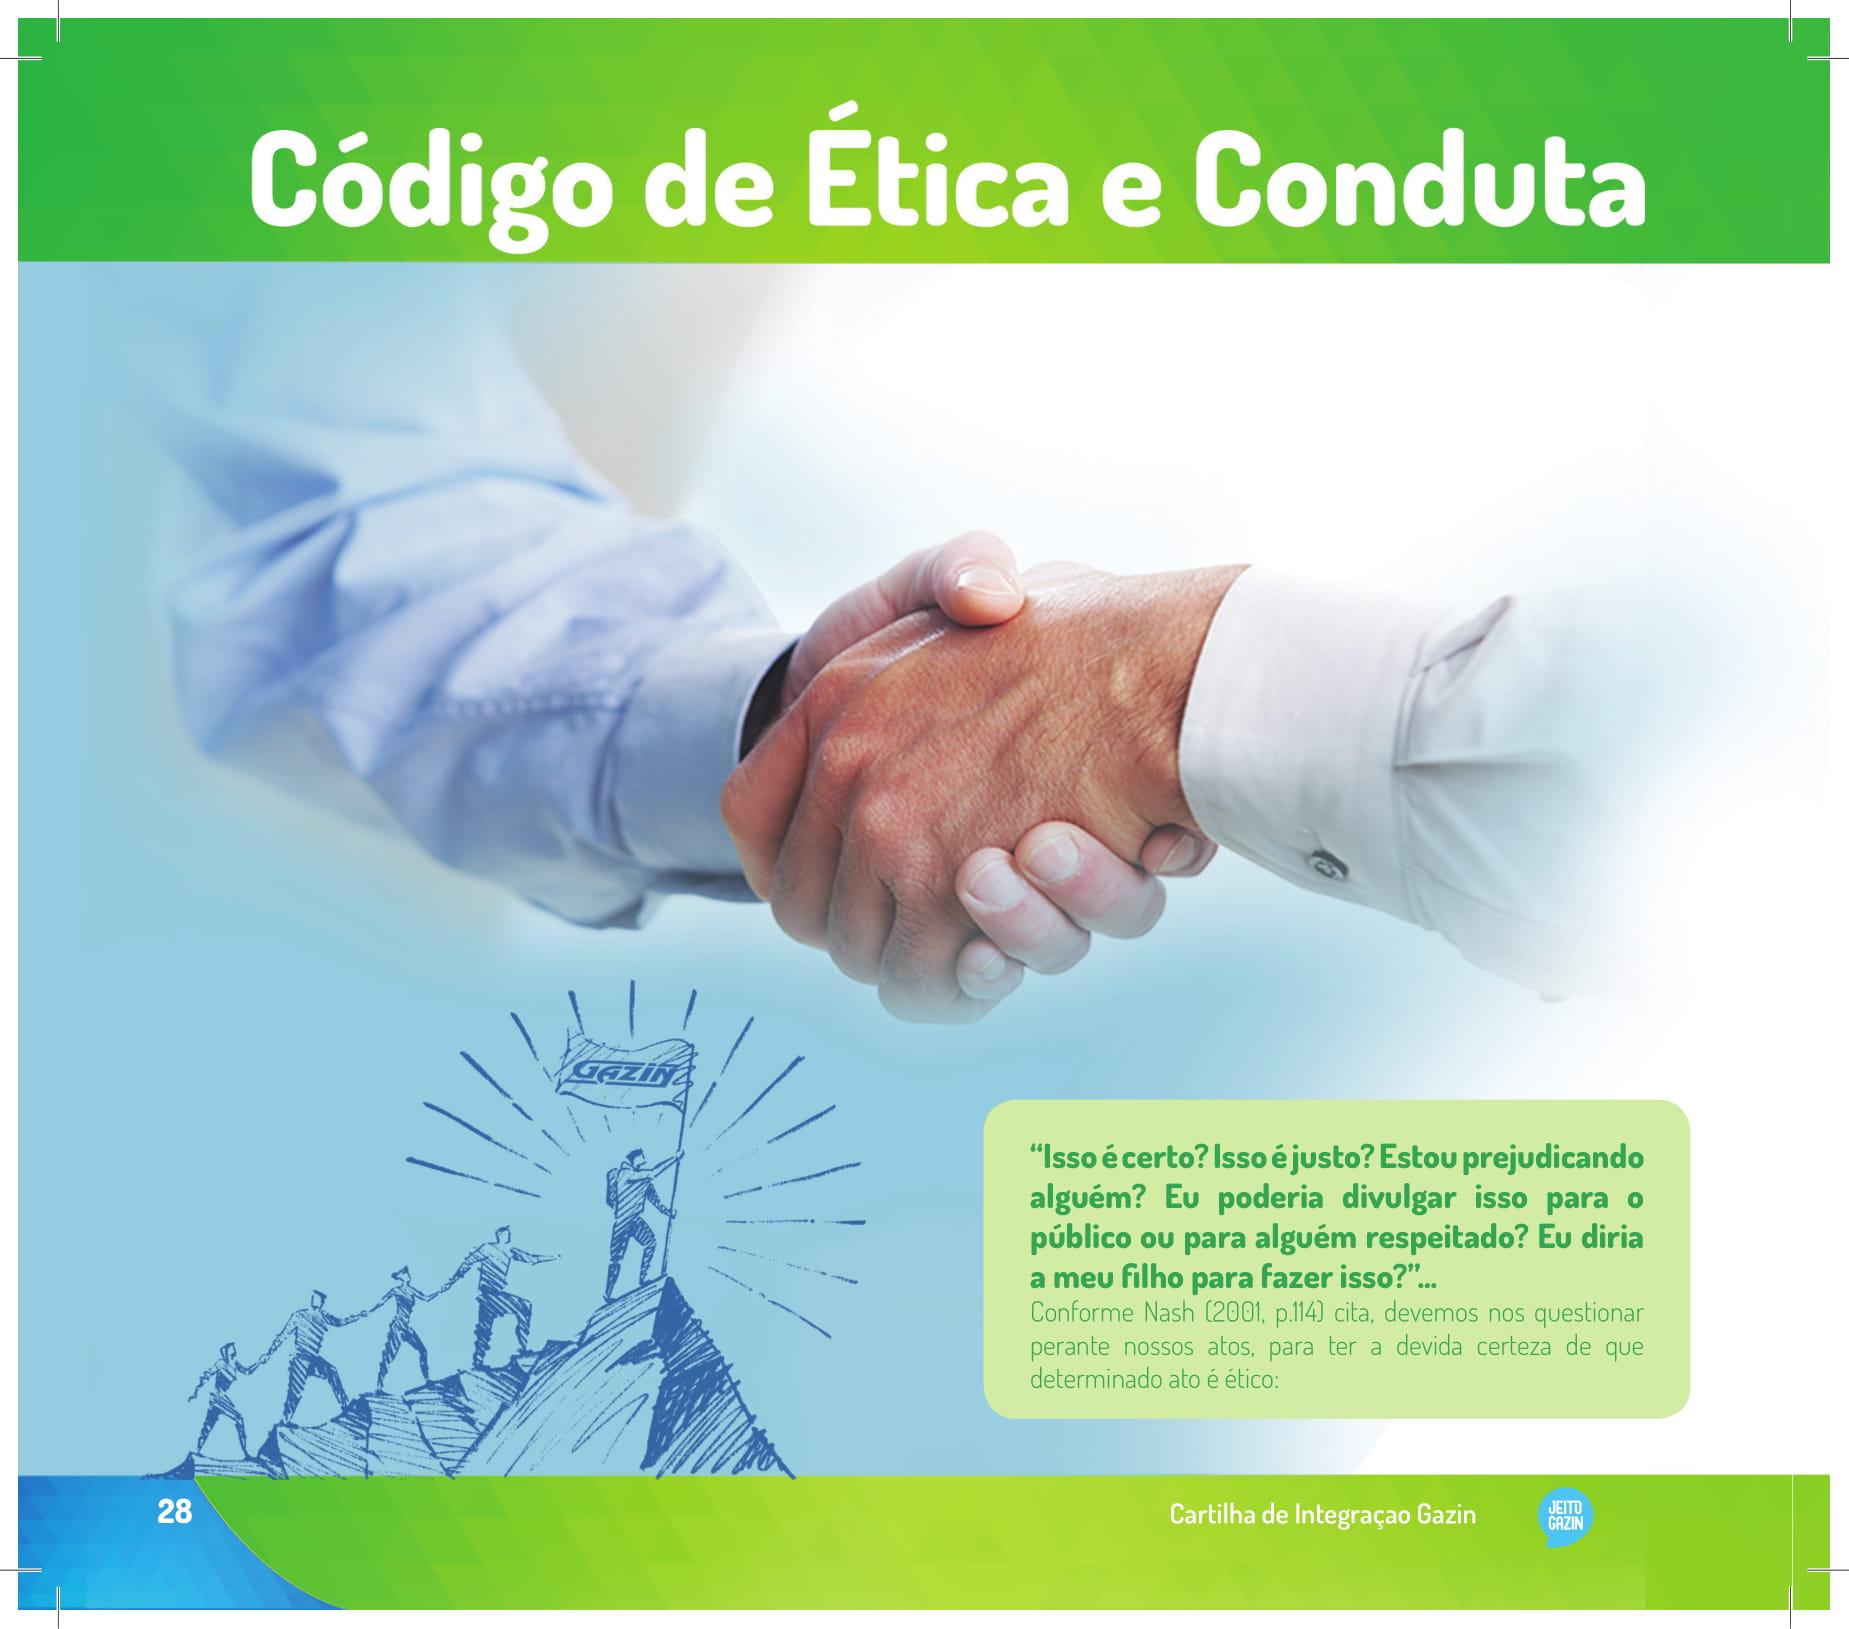 Código de Ética e Conduta
GAZIN
“Isso é certo? Isso é justo? Estou prejudicando
alguém? Eu poderia divulgar isso para o
público ou para alguém respeitado? Eu diria
a meu filho para fazer isso?”...
Conforme Nash (2001, p.114) cita, devemos nos questionar
perante nossos atos, para ter a devida certeza de que
determinado ato é ético:
28
Cartilha de Integraçao Gazin
JEITO
GAZIN